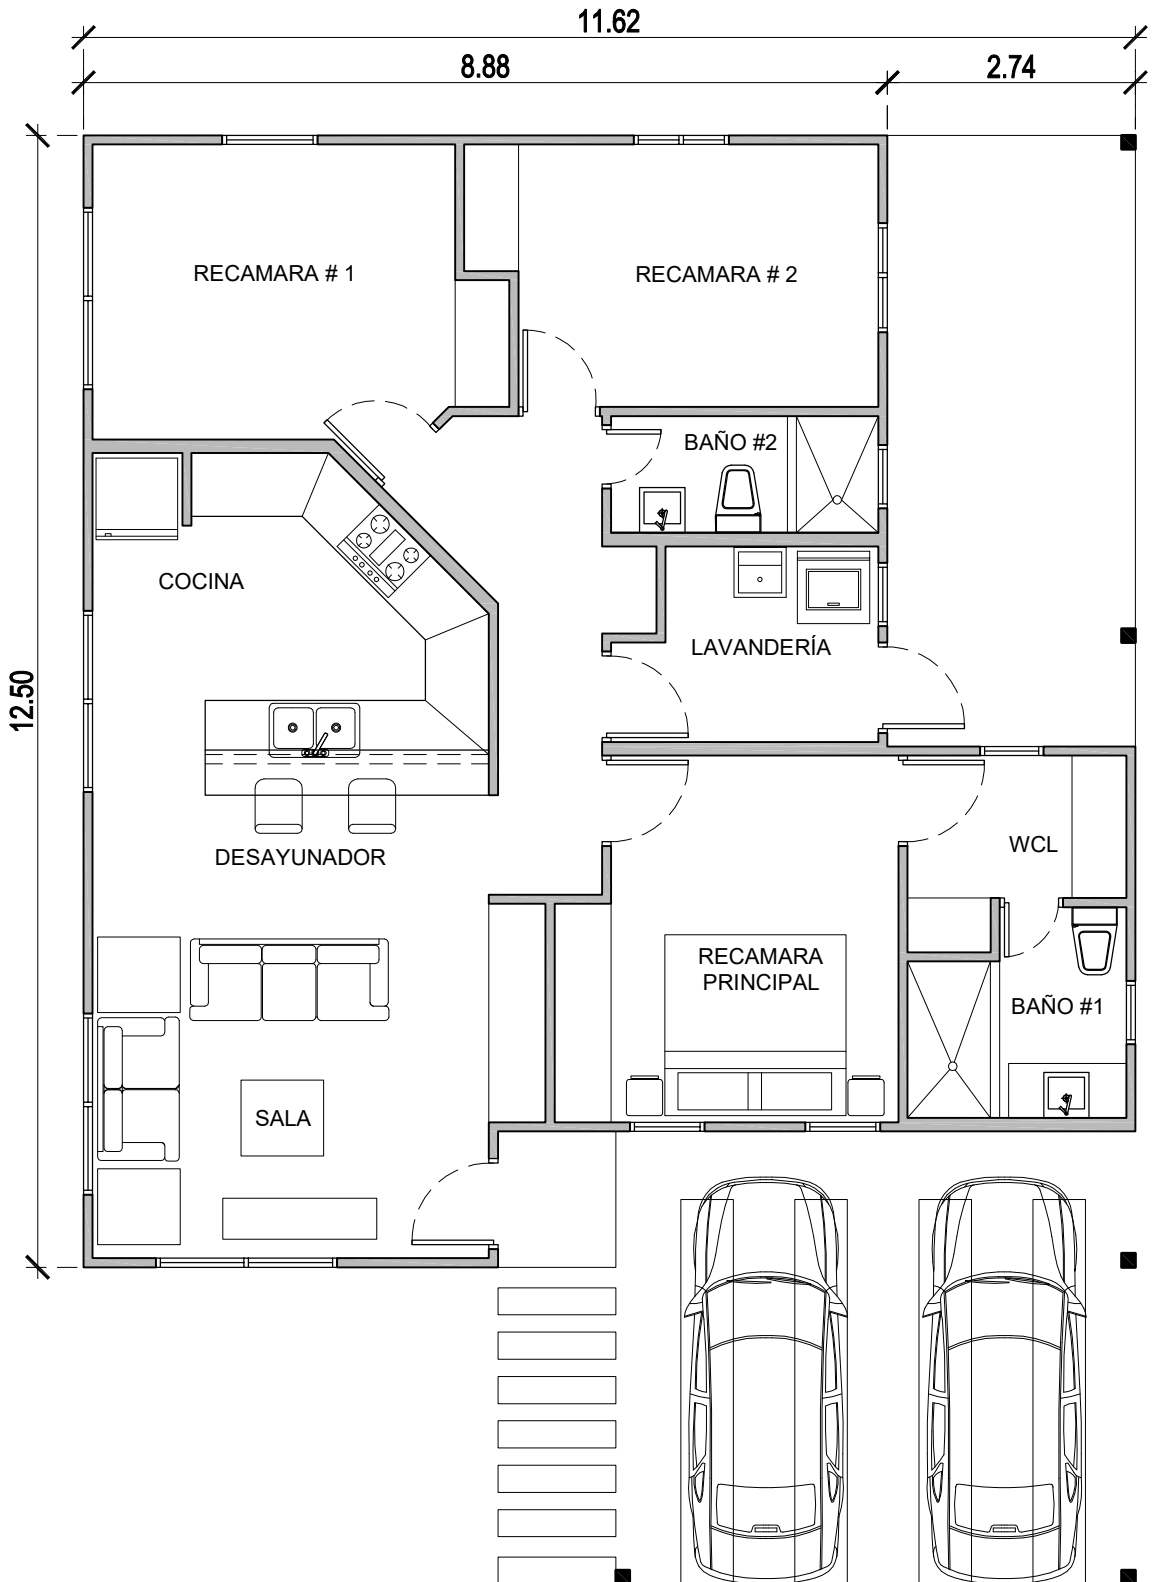 11.62
8.88
2.74
RECAMARA # 1
RECAMARA # 2
BAÑO #2
COCINA
LAVANDERÍA
12.50
WCL
DESAYUNADOR
RECAMARA
PRINCIPAL
BAÑO #1
SALA